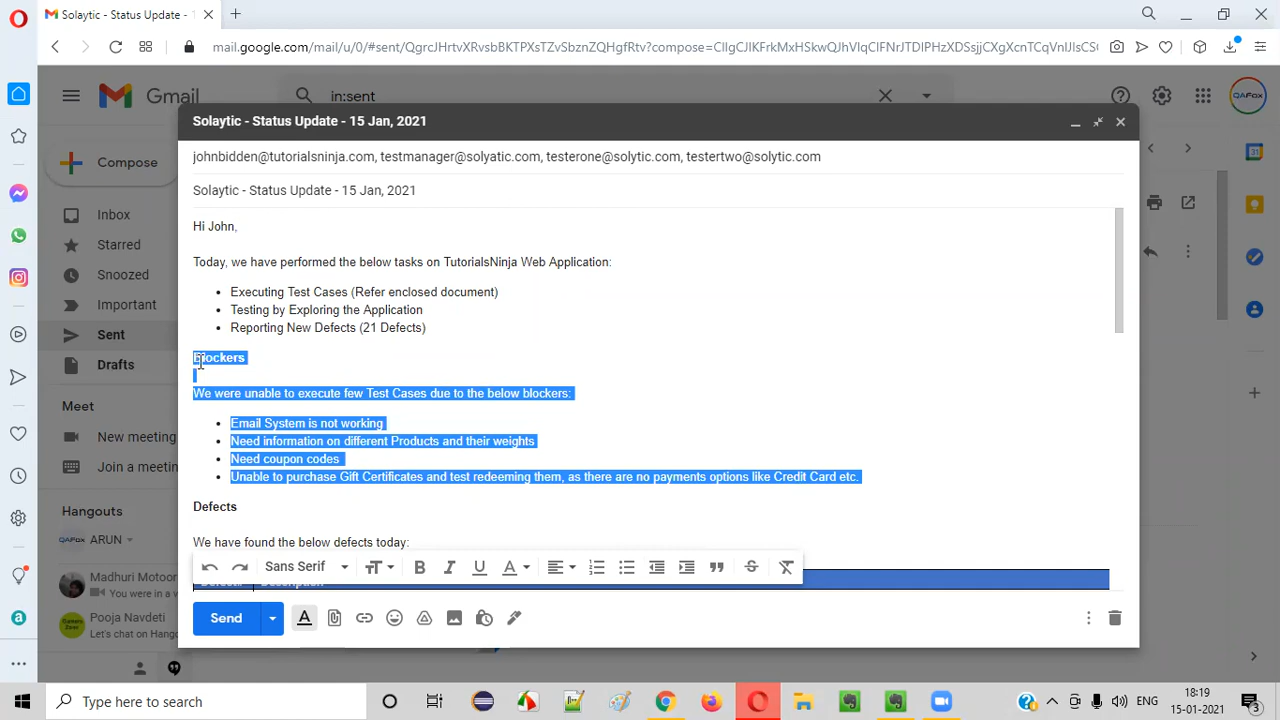 Solaytic - Status Update -
mail.google.com/mail/u/0/#sent/QgrcJHrtvXRvsbBKTPXsTZvSbznZQHgfRtv?compose=
Gmail
in:sent
QAFox
Compose
Solaytic - Status Update - 15 Jan, 2021
johnbidden@tutorialsninja.com, testmanager@solyatic.com, testerone@solytic.com, testertwo@solytic.com
Solaytic - Status Update - 15 Jan, 2021
Inbox
Starred
Snoozed
Important
Sent
Drafts
Meet
New meeting
Join a meeting
Hangouts
QAFox ARUN
Madhuri Motoor
You were in a v
Pooja Navdeti
Let's chat on Hango
Hi John,
Today, we have performed the below tasks on TutorialsNinja Web Application:
• Executing Test Cases (Refer enclosed document)
• Testing by Exploring the Application
• Reporting New Defects (21 Defects)
Blockers
We were unable to execute few Test Cases due to the below blockers:
• Email System is not working
• Need information on different Products and their weights
• Need coupon codes
• Unable to purchase Gift Certificates and test redeeming them, as there are no payments options like Credit Card etc.
Defects
We have found the below defects today:
Sans Serif
Description
Send
Type here to search
ENG
18:19
15-01-2021
3